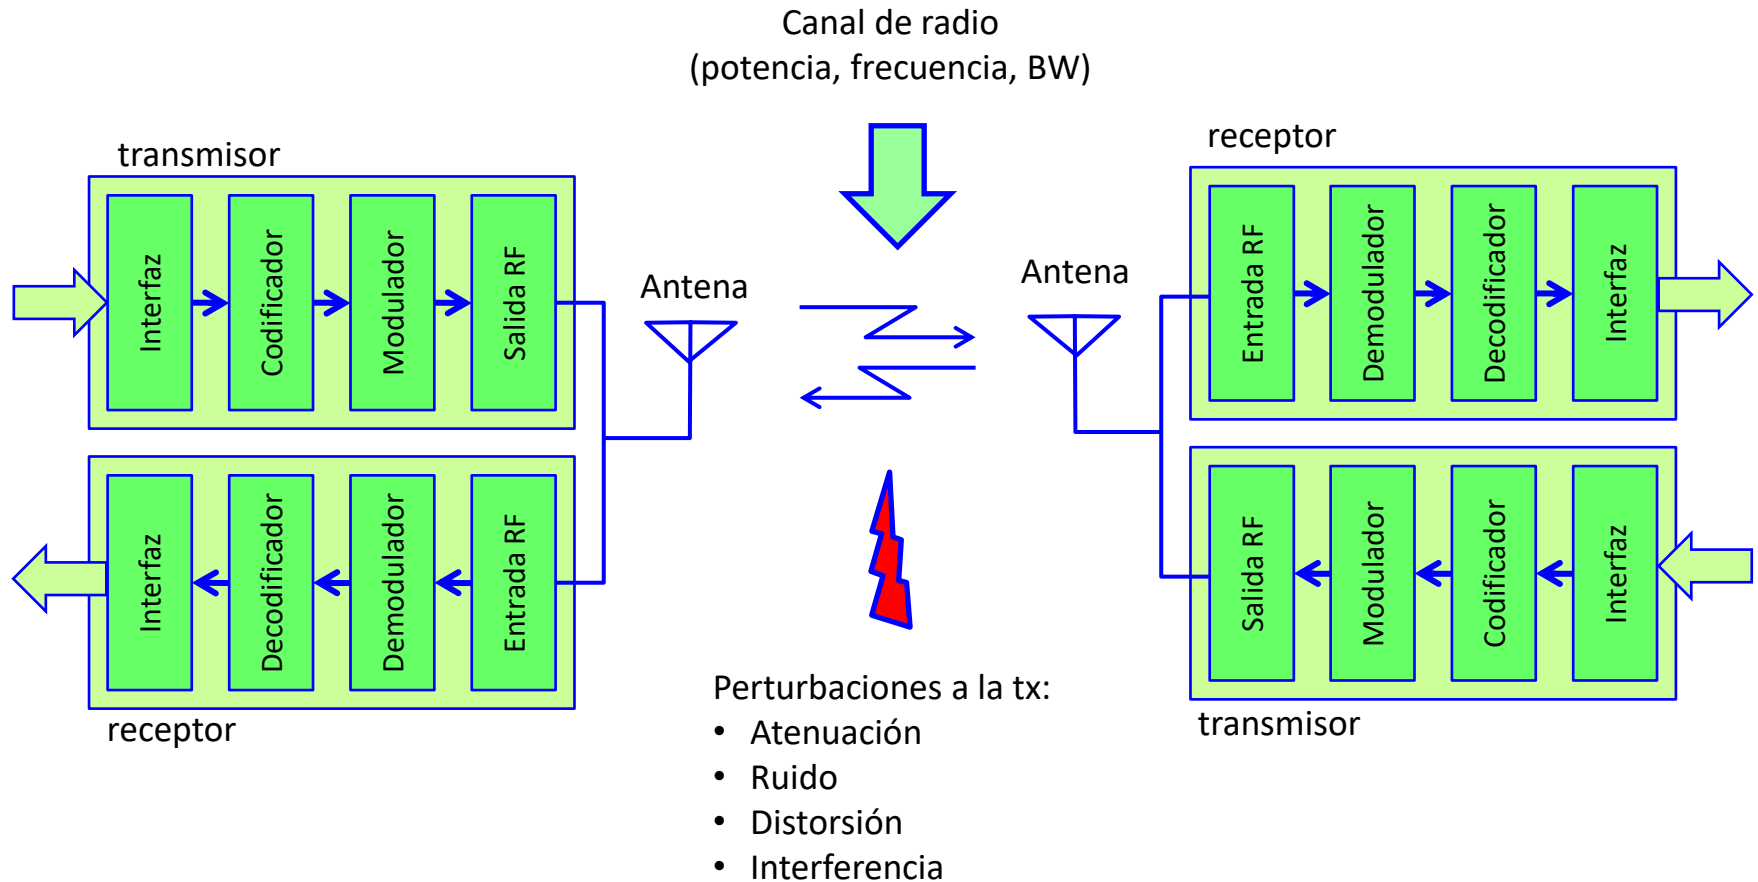 Canal de radio
(potencia, frecuencia, BW)
transmisor
Interfaz
Codificador
Modulador
Salida RF
Antena
Antena
receptor
Entrada RF
Demodulador
Decodificador
Interfaz
Interfaz
Decodificador
Demodulador
Entrada RF
receptor
Salida RF
Modulador
Codificador
Interfaz
transmisor
Perturbaciones a la tx:
• Atenuación
• Ruido
• Distorsión
• Interferencia